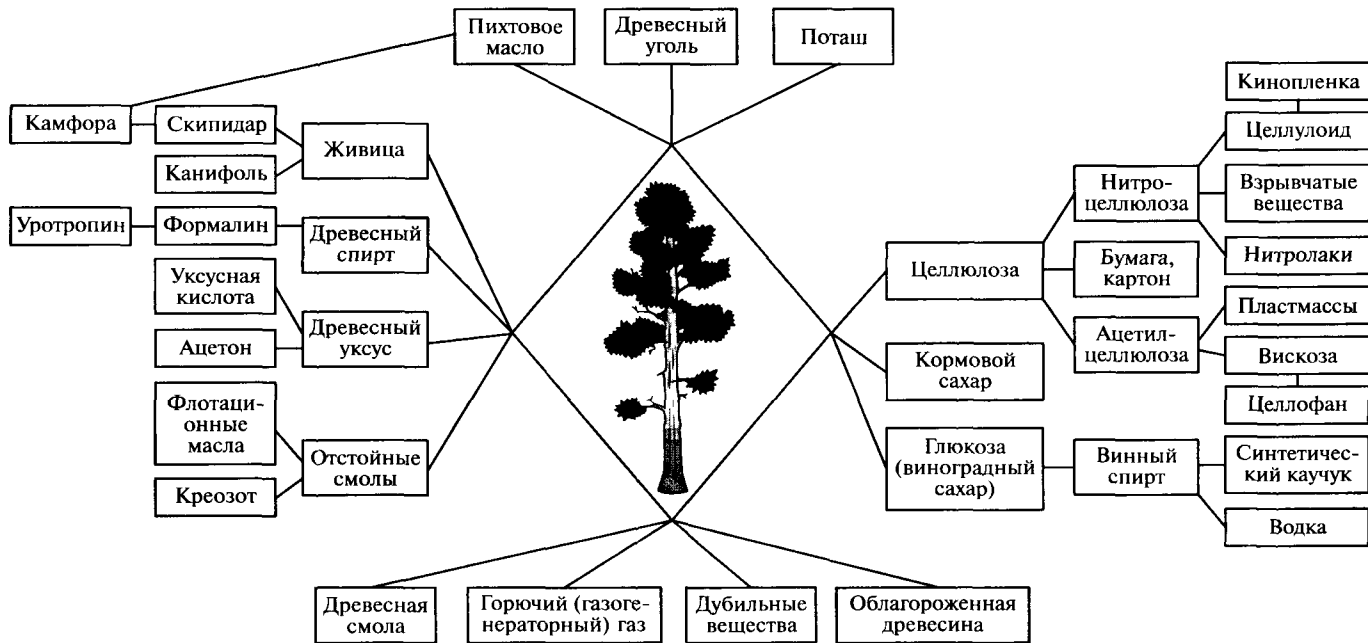 Пихтовое
масло
Древесный
уголь
Поташ
Камфора
Скипидар
Канифоль
Живица
Уротропин
Формалин
Древесный
спирт
Уксусная
кислота
Ацетон
Древесный
уксус
Флотаци-
онные
масла
Креозот
Отстойные
смолы
Целлюлоза
Нитро-
целлюлоза
Кинопленка
Целлулоид
Взрывчатые
вещества
Нитролаки
Бумага,
картон
Ацетил-
целлюлоза
Пластмассы
Вискоза
Целлофан
Кормовой
сахар
Глюкоза
(виноградный
сахар)
Винный
спирт
Синтетичес-
кий каучук
Водка
Древесная
смола
Горючий (газоге-
нераторный) газ
Дубильные
вещества
Облагороженная
древесина